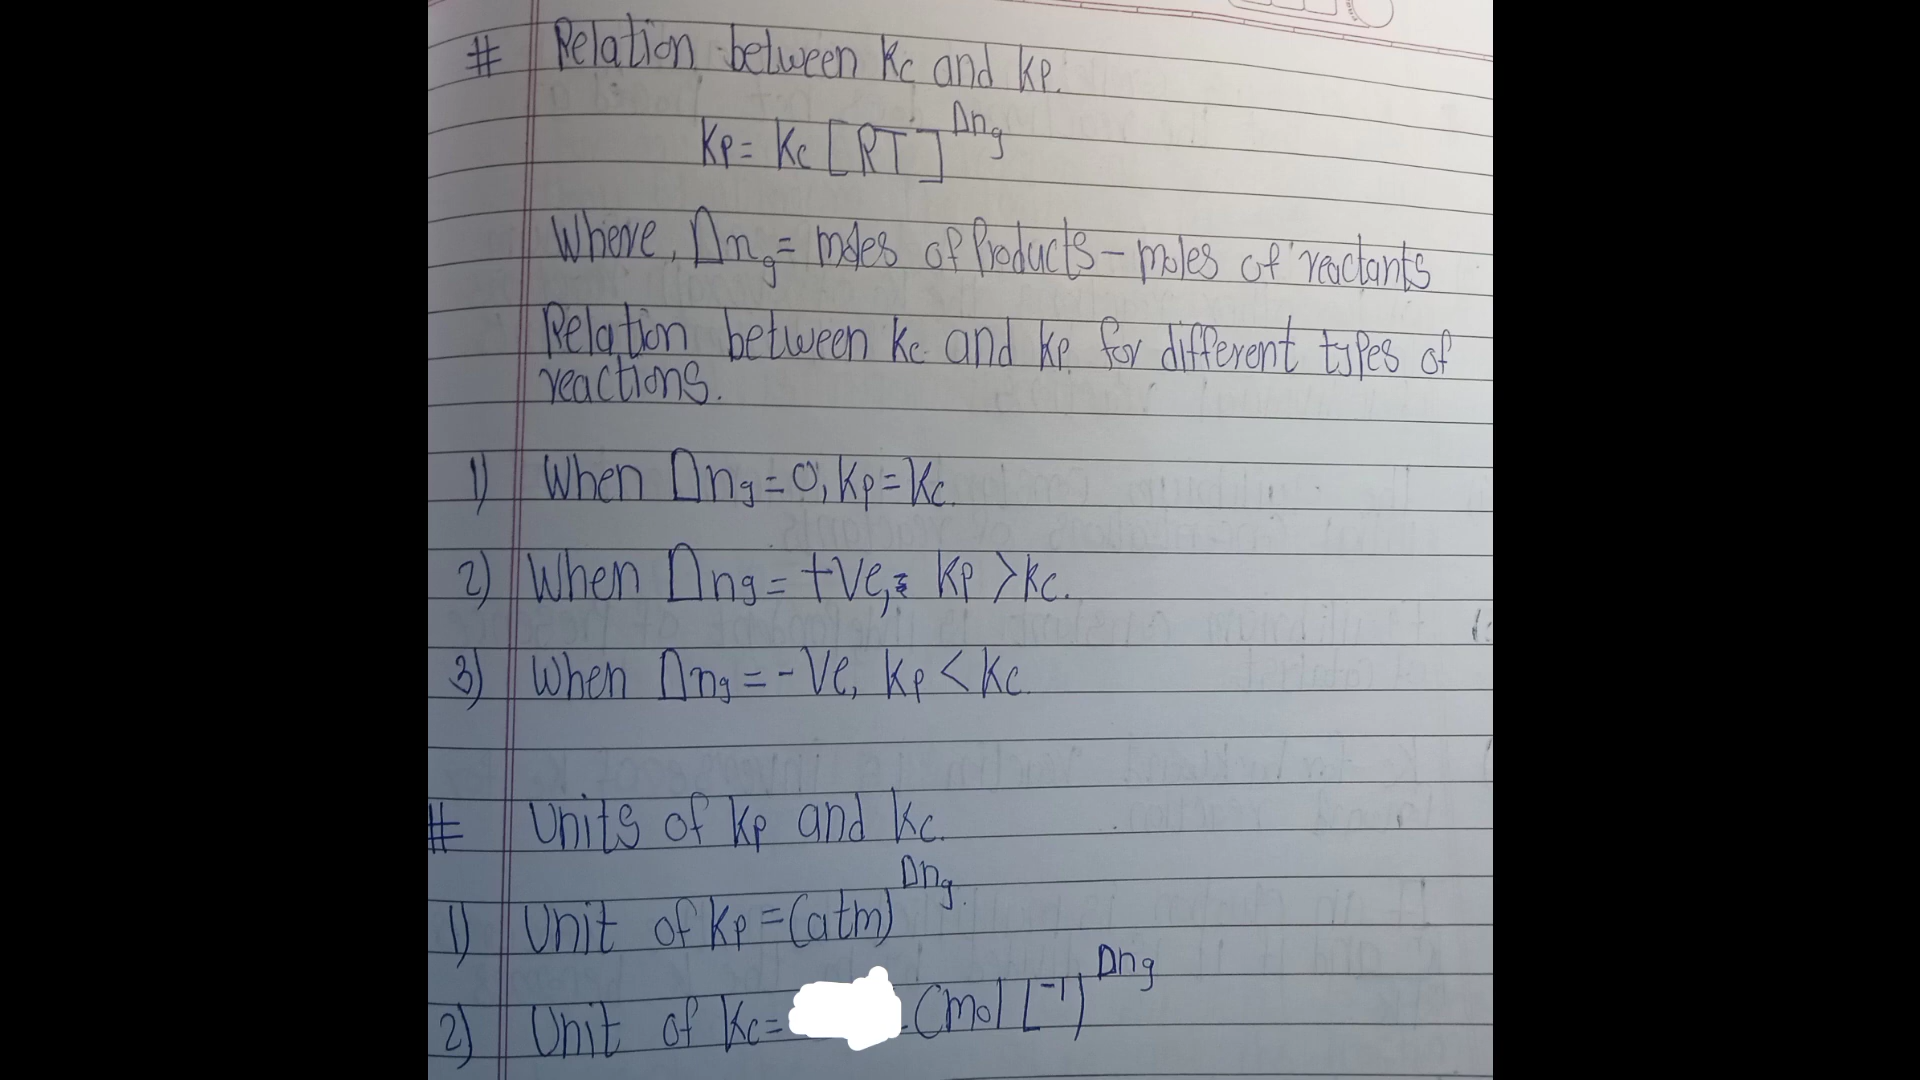 # Relation between Kc and Kp.
Kp = Kc [RT]^Δng
Where, Δng = moles of Products - moles of reactants
Relation between Kc and Kp for different types of
reactions.
1) When Δng = 0, Kp = Kc.
2) When Δng = +ve, Kp > Kc.
3) When Δng = -ve, Kp < Kc.
# Units of Kp and Kc.
1) Unit of Kp = (atm)^Δng.
2) Unit of Kc = (mol L^-1)^Δng